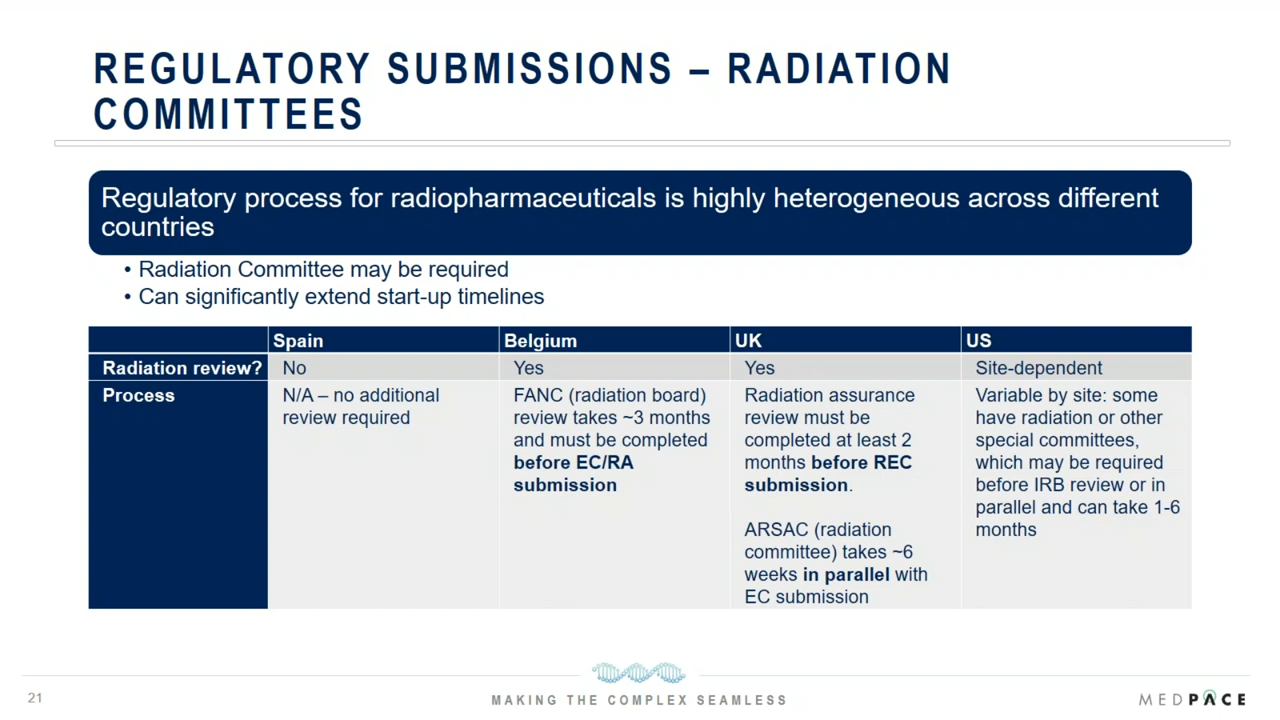 REGULATORY SUBMISSIONS – RADIATION
COMMITTEES
Regulatory process for radiopharmaceuticals is highly heterogeneous across different
countries
• Radiation Committee may be required
• Can significantly extend start-up timelines
Spain
Belgium
UK
US
Radiation review?
No
Yes
Yes
Site-dependent
Process
N/A – no additional
review required
FANC (radiation board)
review takes ~3 months
and must be completed
before EC/RA
submission
Radiation assurance
review must be
completed at least 2
months before REC
submission.
ARSAC (radiation
committee) takes ~6
weeks in parallel with
EC submission
Variable by site: some
have radiation or other
special committees,
which may be required
before IRB review or in
parallel and can take 1-6
months
21
MAKING THE COMPLEX SEAMLESS
MEDPACE